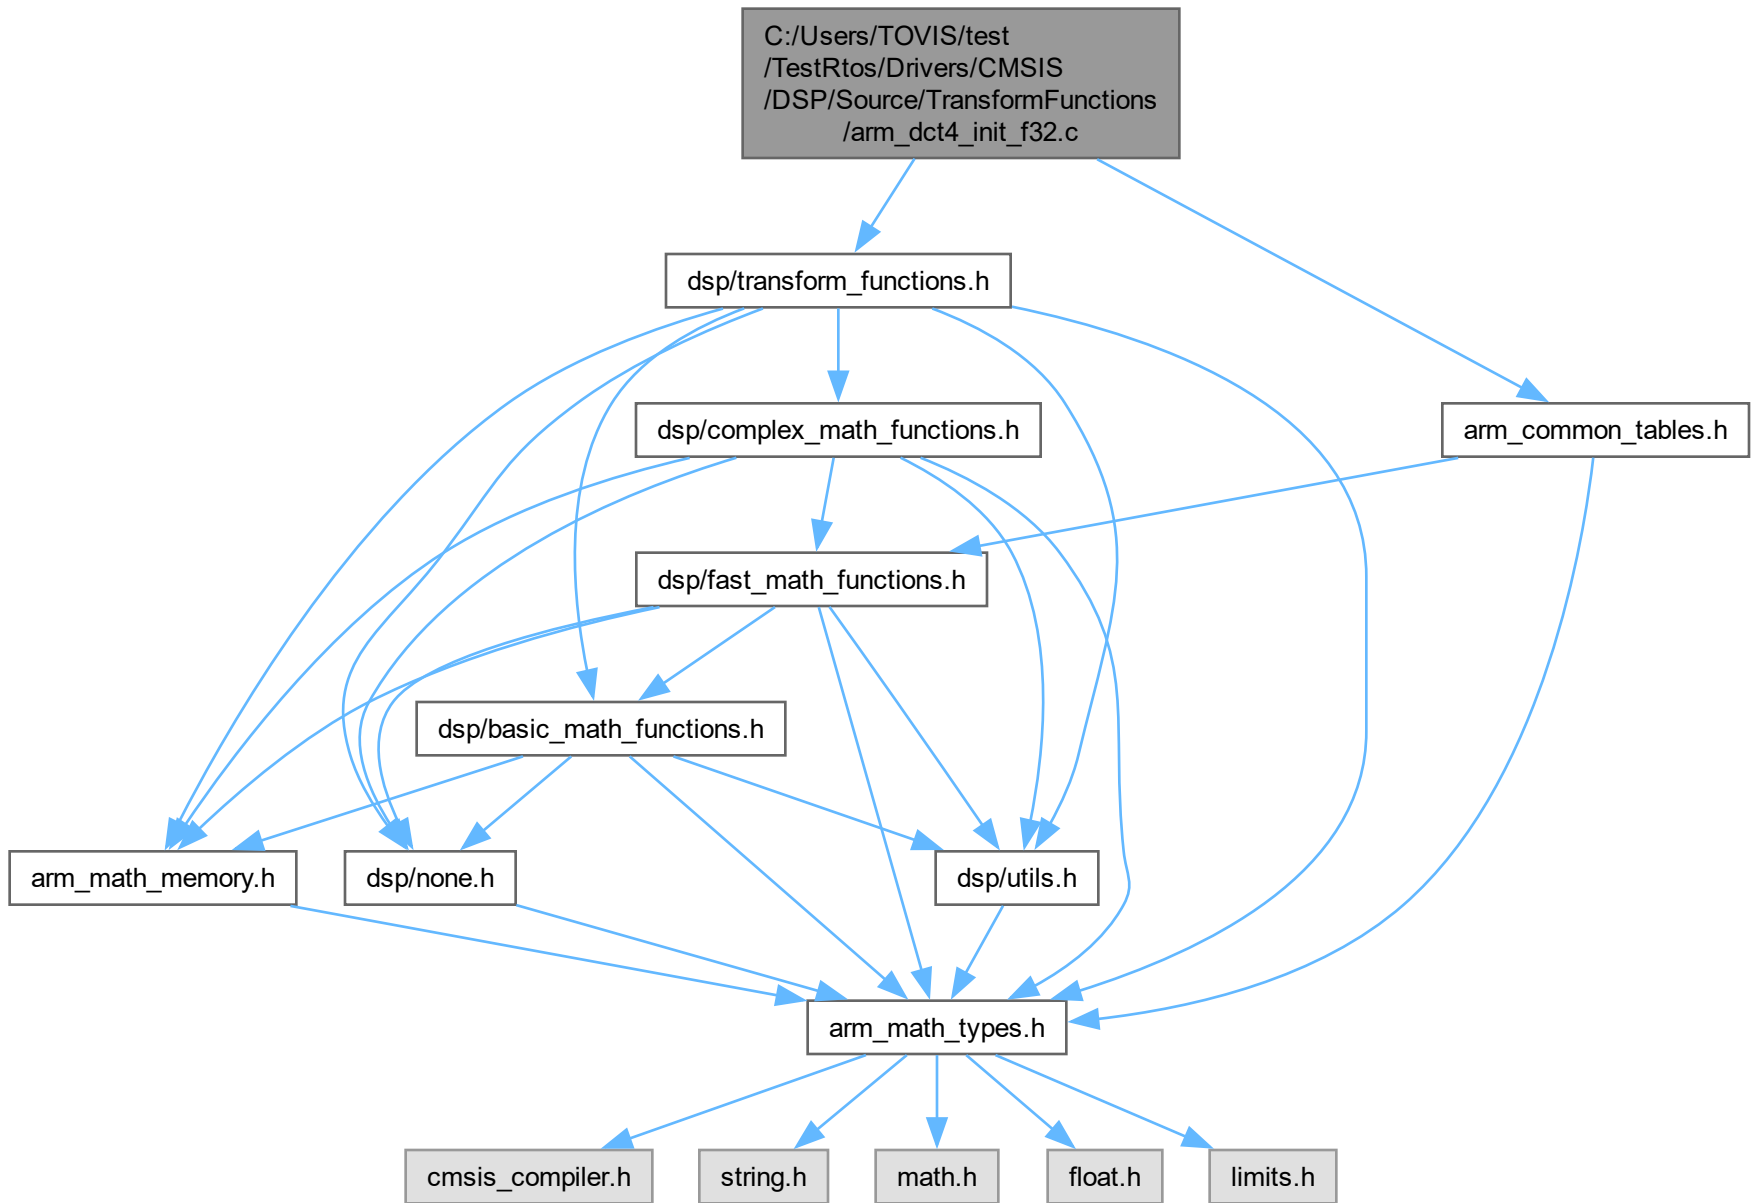 C:/Users/TOVIS/test
/TestRtos/Drivers/CMSIS
/DSP/Source/TransformFunctions
/arm_dct4_init_f32.c
dsp/transform_functions.h
dsp/complex_math_functions.h
arm_common_tables.h
dsp/fast_math_functions.h
dsp/basic_math_functions.h
arm_math_memory.h
dsp/none.h
dsp/utils.h
arm_math_types.h
cmsis_compiler.h
string.h
math.h
float.h
limits.h